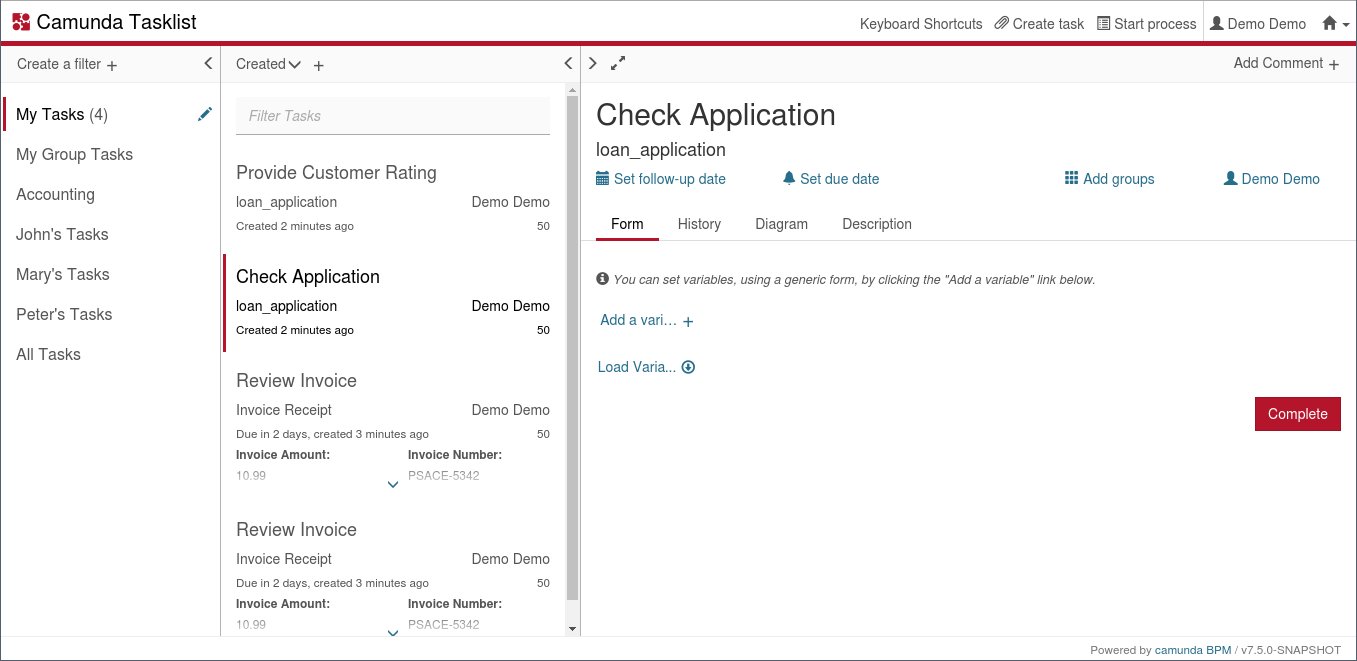 Camunda Tasklist
Keyboard Shortcuts Create task Start process Demo Demo
Create a filter +
My Tasks (4)
My Group Tasks
Accounting
John's Tasks
Mary's Tasks
Peter's Tasks
All Tasks
Created +
Filter Tasks
Provide Customer Rating
loan_application Demo Demo
Created 2 minutes ago 50
Check Application
loan_application Demo Demo
Created 2 minutes ago 50
Review Invoice
Invoice Receipt Demo Demo
Due in 2 days, created 3 minutes ago 50
Invoice Amount: Invoice Number:
10.99 PSACE-5342
Review Invoice
Invoice Receipt Demo Demo
Due in 2 days, created 3 minutes ago 50
Invoice Amount: Invoice Number:
10.99 PSACE-5342
Add Comment +
Check Application
loan_application
Set follow-up date Set due date Add groups Demo Demo
Form History Diagram Description
You can set variables, using a generic form, by clicking the "Add a variable" link below.
Add a vari... +
Load Varia...
Complete
Powered by camunda BPM / v7.5.0-SNAPSHOT